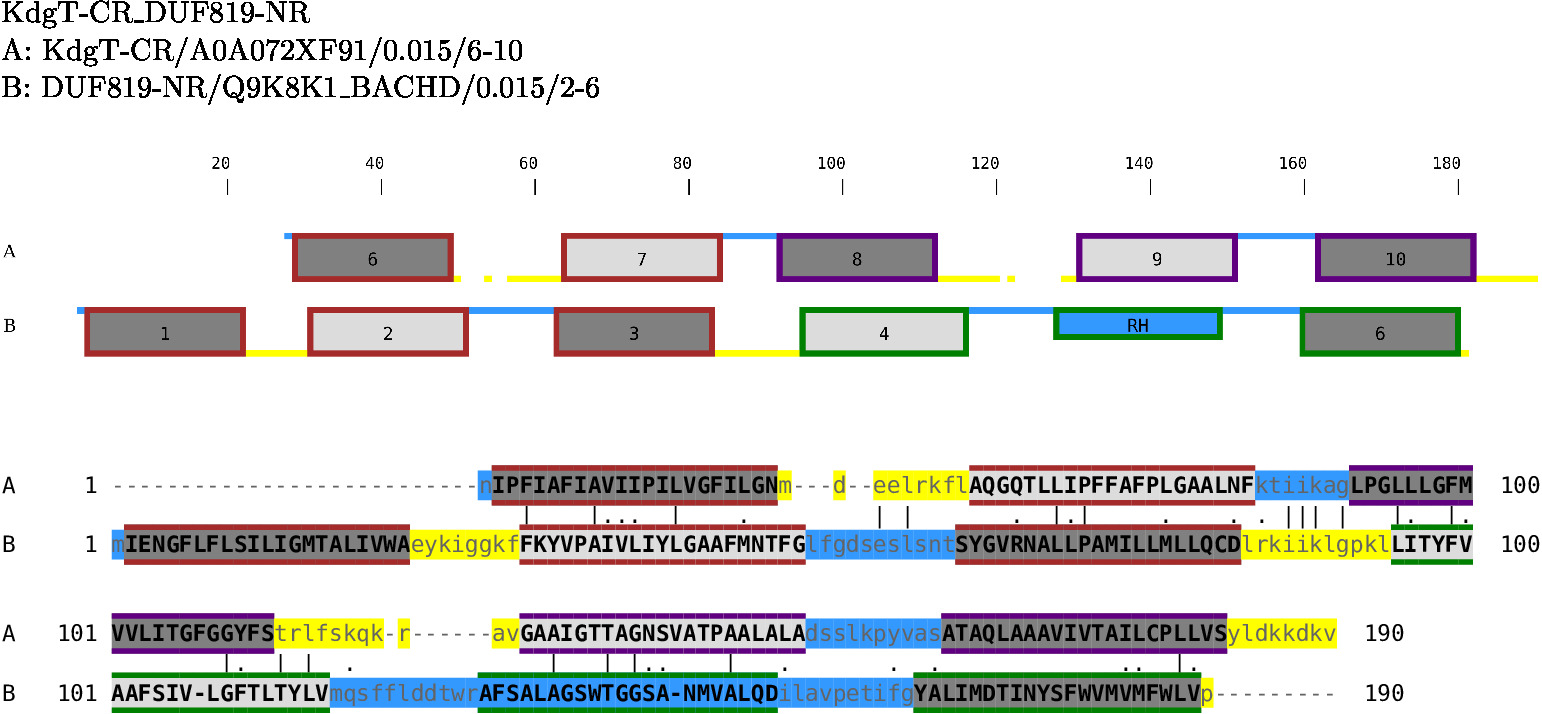 KdgT-CR_DUF819-NR
A: KdgT-CR/A0A072XF91/0.015/6-10
B: DUF819-NR/Q9K8K1_BACHD/0.015/2-6
20 40 60 80 100 120 140 160 180
A 6 7 8 9 10
B 1 2 3 4 RH 6
A 1 ---------------------------nIPFIAFIAVIIPILVGFILGNm---d--eelrkflAQGQTLLIPFFAFPLGAALNFktiikagLPGLLLGFM 100
B 1 mIENGFLFLSILIGMTALIVWAeykiggkfFKYVPAIVLIYLGAAFMNTFGlfgdseslsntSYGVRNALLPAMILLMLLQCDlrkiiklgpklLITYFV 100
A 101 VVLITGFGGYFStrlfskqk-r------avGAAIGTTAGNSVATPAALALAdsslkpyvasATAQLAAAVIVTAILCPLLVSyldkkdkv 190
B 101 AAFSIV-LGFTLTYLVmqsfflddtwrAFSALAGSWTGGSA-NMVALQDilavpetifgYALIMDTINYSFWVMVMFWLVp--------- 190